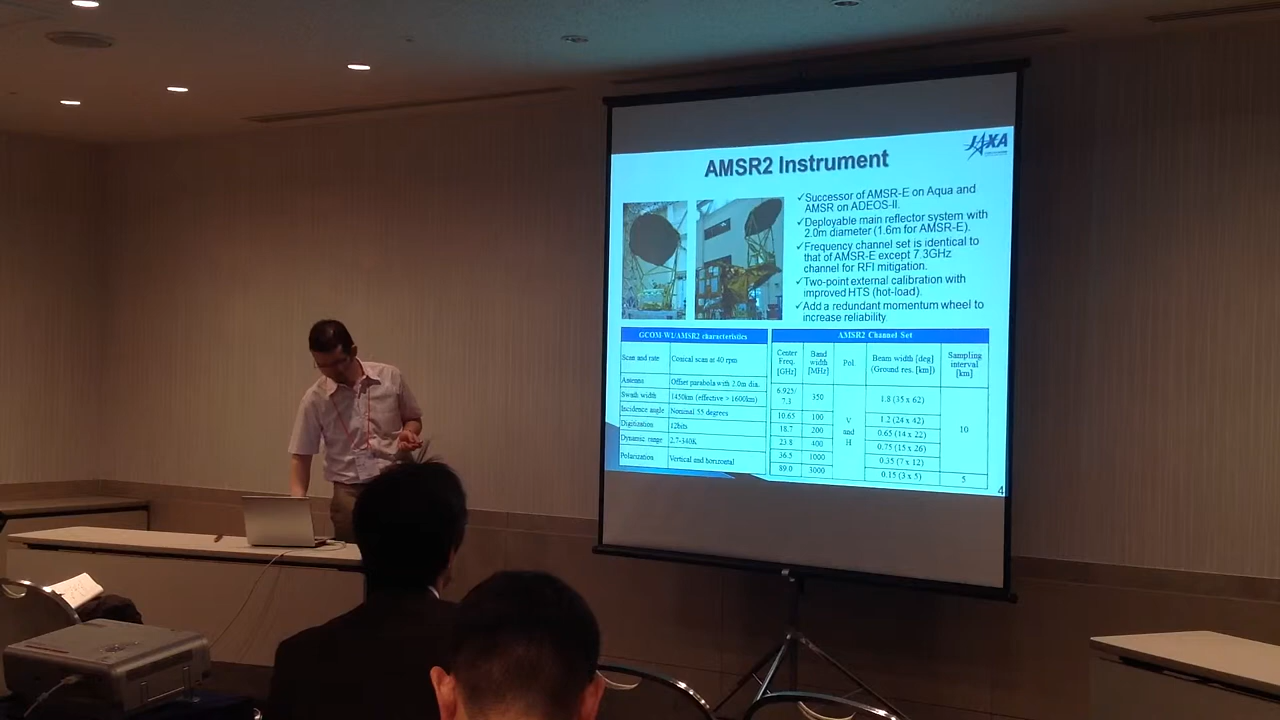 JAXA
AMSR2 Instrument
✓Successor of AMSR-E on Aqua and
AMSR on ADEOS-II.
✓Deployable main reflector system with
2.0m diameter (1.6m for AMSR-E).
✓Frequency channel set is identical to
that of AMSR-E except 7.3GHz
channel for RFI mitigation.
✓Two-point external calibration with
improved HTS (hot-load).
✓Add a redundant momentum wheel to
increase reliability
GCOM-W1/AMSR2 characteristics
Scan and rate Conical scan at 40 rpm
Antenna Offset parabola with 2.0m dia.
Swath width 1450km (effective > 1600km)
Incidence angle Nominal 55 degrees
Digitization 12bits
Dynamic range 2.7-340K
Polarization Vertical and horizontal
AMSR2 Channel Set
Center Freq. [GHz] Band width [MHz] Pol. Beam width [deg] (Ground res. [km]) Sampling interval [km]
6.925/ 7.3 350 V and H 1.8 (35 x 62) 10
10.65 100 1.2 (24 x 42)
18.7 200 0.65 (14 x 22)
23.8 400 0.75 (15 x 26)
36.5 1000 0.35 (7 x 12)
89.0 3000 0.15 (3 x 5) 5
4